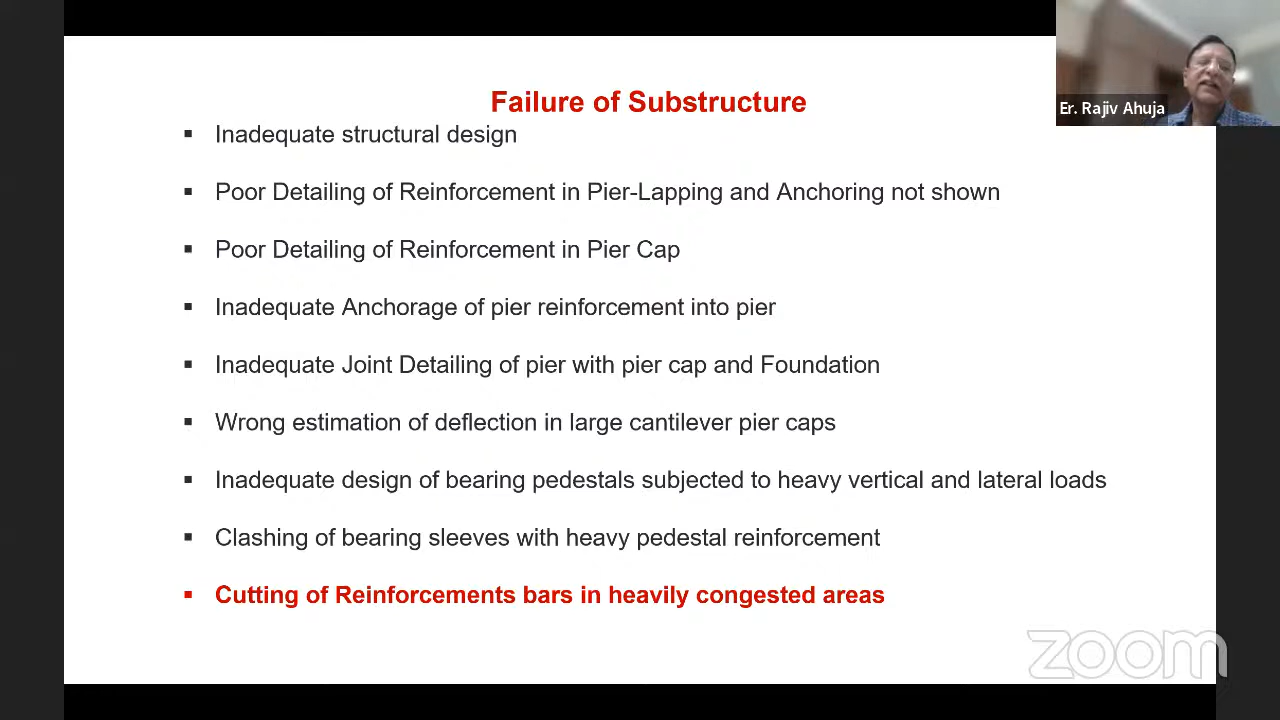 Failure of Substructure
Er. Rajiv Ahuja
▪ Inadequate structural design
▪ Poor Detailing of Reinforcement in Pier-Lapping and Anchoring not shown
▪ Poor Detailing of Reinforcement in Pier Cap
▪ Inadequate Anchorage of pier reinforcement into pier
▪ Inadequate Joint Detailing of pier with pier cap and Foundation
▪ Wrong estimation of deflection in large cantilever pier caps
▪ Inadequate design of bearing pedestals subjected to heavy vertical and lateral loads
▪ Clashing of bearing sleeves with heavy pedestal reinforcement
▪ Cutting of Reinforcements bars in heavily congested areas
zoom